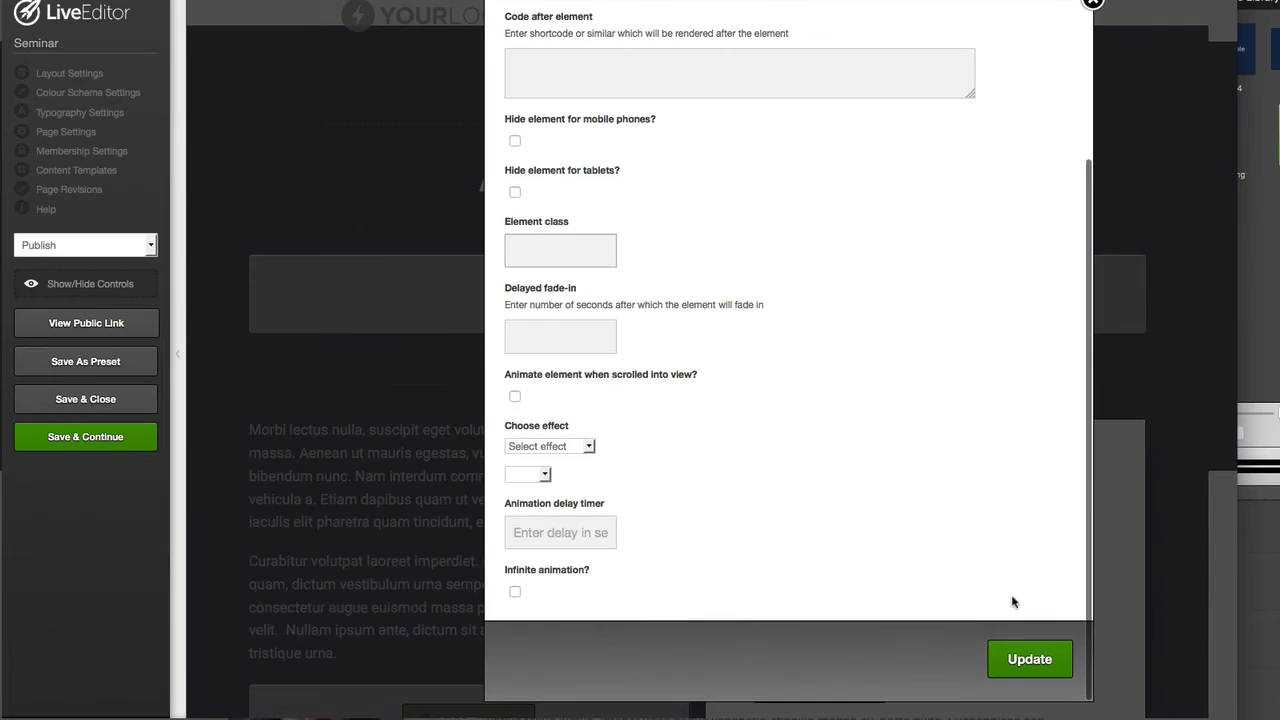 LiveEditor
Seminar
Layout Settings
Colour Scheme Settings
Typography Settings
Page Settings
Membership Settings
Content Templates
Page Revisions
Help
Publish
Show/Hide Controls
View Public Link
Save As Preset
Save & Close
Save & Continue
YOURLO
Morbi lectus nulla, suscipit eget volut
massa. Aenean ut mauris egestas, vu
bibendum nunc. Nam interdum comm
vehicula a. Etiam dapibus quam ut ve
iaculis elit pharetra quam tincidunt, e
Curabitur volutpat laoreet imperdiet.
quam, dictum vestibulum urna sempe
consectetur augue euismod massa p
velit. Nullam ipsum ante, dictum sit a
tristique urna.
Code after element
Enter shortcode or similar which will be rendered after the element
Hide element for mobile phones?
Hide element for tablets?
Element class
Delayed fade-in
Enter number of seconds after which the element will fade in
Animate element when scrolled into view?
Choose effect
Select effect
Animation delay timer
Enter delay in se
Infinite animation?
Update